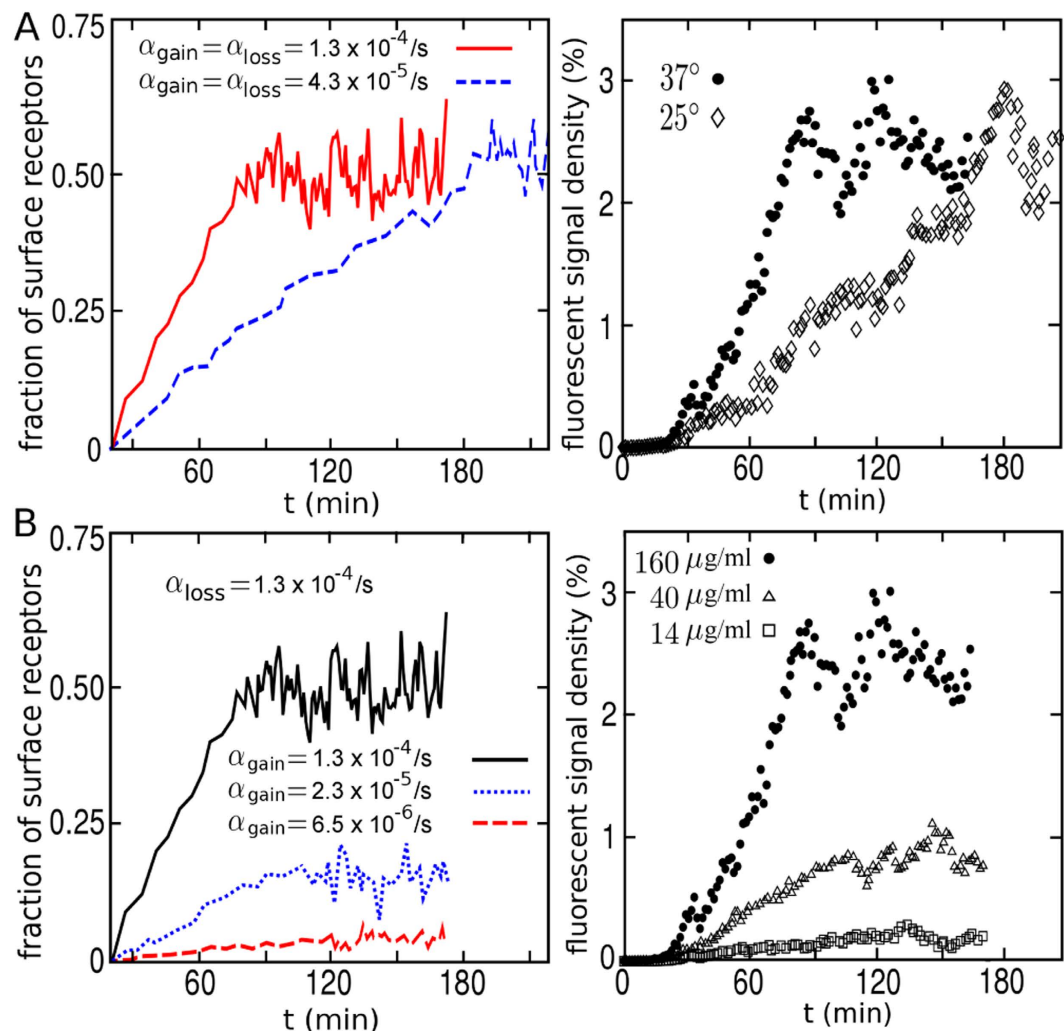 A
fraction of surface receptors
0.75
0.50
0.25
0
α_gain = α_loss = 1.3 x 10⁻⁴/s
α_gain = α_loss = 4.3 x 10⁻⁵/s
60 120 180
t (min)
fluorescent signal density (%)
3
2
1
0
37°
25°
0 60 120 180
t (min)
B
fraction of surface receptors
0.75
0.50
0.25
0
α_loss = 1.3 x 10⁻⁴/s
α_gain = 1.3 x 10⁻⁴/s
α_gain = 2.3 x 10⁻⁵/s
α_gain = 6.5 x 10⁻⁶/s
60 120 180
t (min)
fluorescent signal density (%)
3
2
1
0
160 μg/ml
40 μg/ml
14 μg/ml
0 60 120 180
t (min)